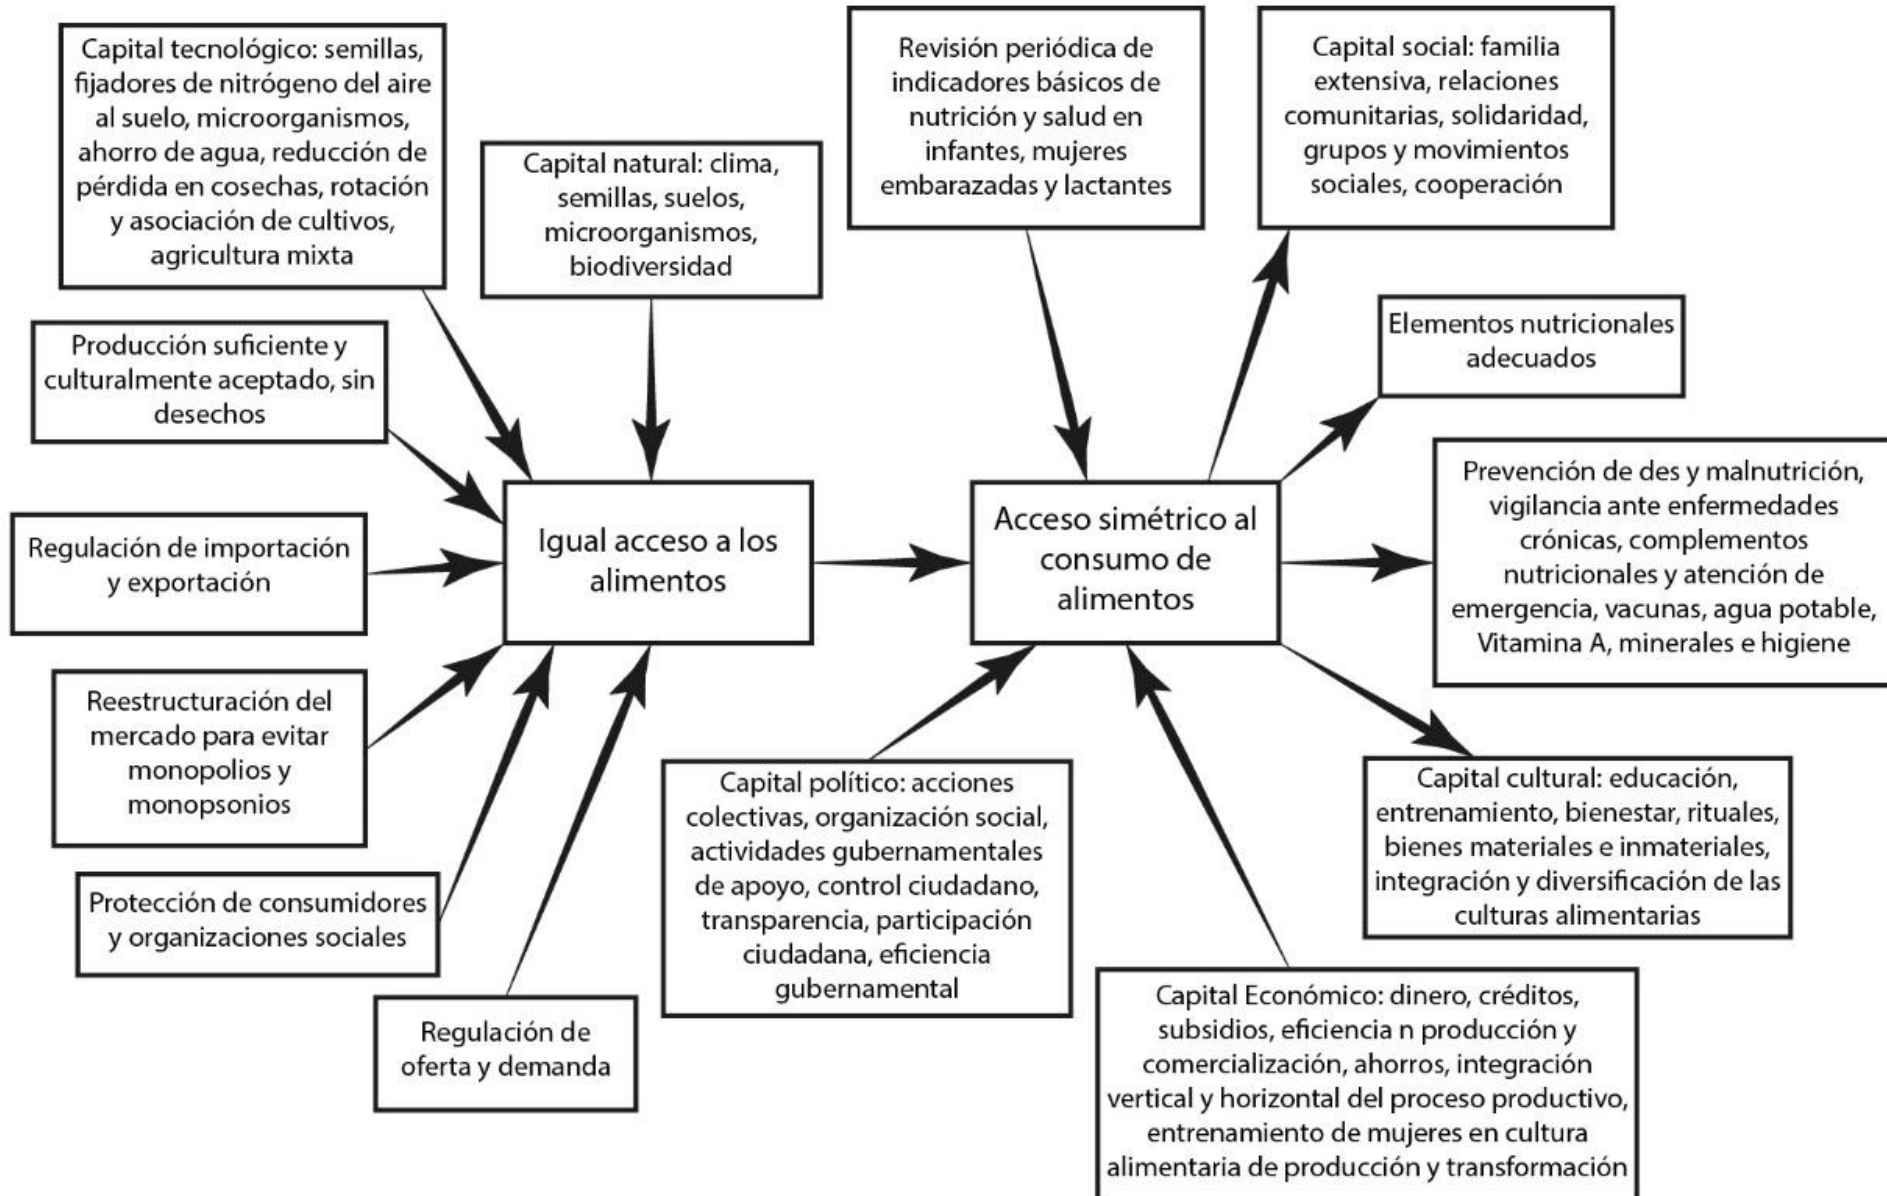 Capital tecnológico: semillas,
fijadores de nitrógeno del aire
al suelo, microorganismos,
ahorro de agua, reducción de
pérdida en cosechas, rotación
y asociación de cultivos,
agricultura mixta
Capital natural: clima,
semillas, suelos,
microorganismos,
biodiversidad
Revisión periódica de
indicadores básicos de
nutrición y salud en
infantes, mujeres
embarazadas y lactantes
Capital social: familia
extensiva, relaciones
comunitarias, solidaridad,
grupos y movimientos
sociales, cooperación
Producción suficiente y
culturalmente aceptado, sin
desechos
Elementos nutricionales
adecuados
Regulación de importación
y exportación
Igual acceso a los
alimentos
Acceso simétrico al
consumo de
alimentos
Prevención de des y malnutrición,
vigilancia ante enfermedades
crónicas, complementos
nutricionales y atención de
emergencia, vacunas, agua potable,
Vitamina A, minerales e higiene
Reestructuración del
mercado para evitar
monopolios y
monopsonios
Capital político: acciones
colectivas, organización social,
actividades gubernamentales
de apoyo, control ciudadano,
transparencia, participación
ciudadana, eficiencia
gubernamental
Capital cultural: educación,
entrenamiento, bienestar, rituales,
bienes materiales e inmateriales,
integración y diversificación de las
culturas alimentarias
Protección de consumidores
y organizaciones sociales
Regulación de
oferta y demanda
Capital Económico: dinero, créditos,
subsidios, eficiencia n producción y
comercialización, ahorros, integración
vertical y horizontal del proceso productivo,
entrenamiento de mujeres en cultura
alimentaria de producción y transformación